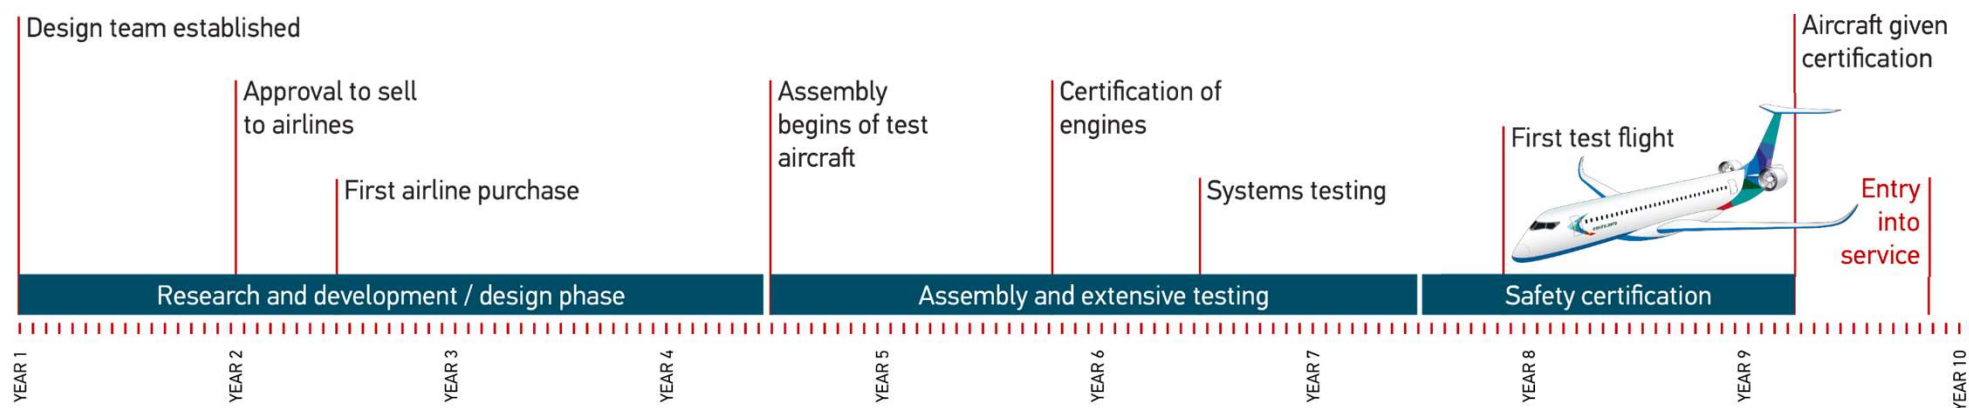 Design team established
Approval to sell
to airlines
First airline purchase
Assembly
begins of test
aircraft
Certification of
engines
Systems testing
First test flight
Aircraft given
certification
Entry
into
service
Research and development / design phase
Assembly and extensive testing
Safety certification
YEAR 1
YEAR 2
YEAR 3
YEAR 4
YEAR 5
YEAR 6
YEAR 7
YEAR 8
YEAR 9
YEAR 10